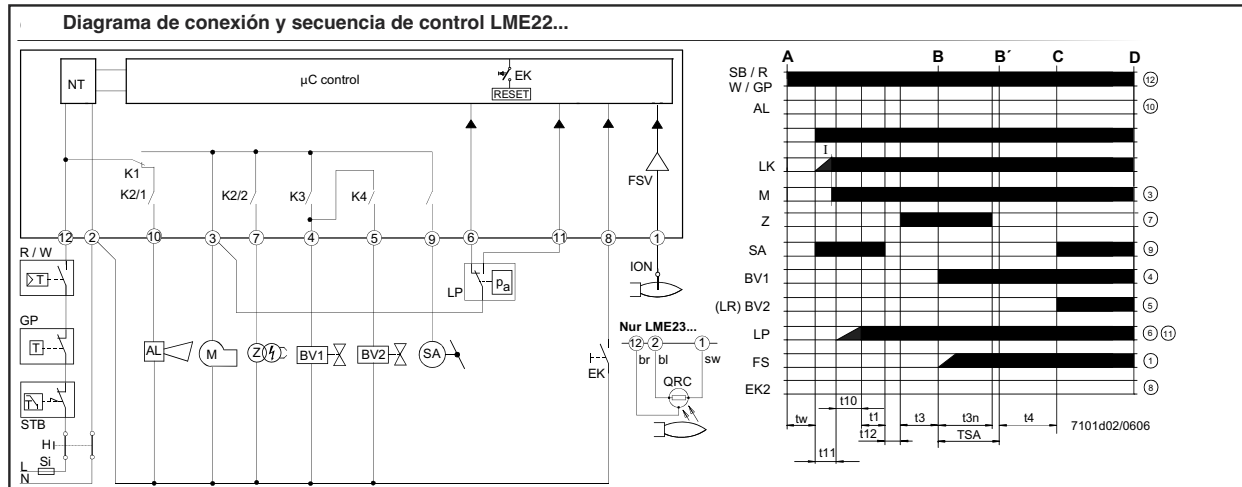 Diagrama de conexión y secuencia de control LME22...
NT
µC control
EK
RESET
FSV
K1
K2/1
K2/2
K3
K4
12
2
10
3
7
4
5
9
6
11
8
1
R / W
T
GP
T
STB
H
Si
L
N
AL
M
Z
BV1
BV2
SA
LP
pa
ION
EK
Nur LME23...
12
2
1
br
bl
sw
QRC
A
B
B´
C
D
SB / R
W / GP
12
AL
10
I
LK
M
3
Z
7
SA
9
BV1
4
(LR) BV2
5
LP
6
11
FS
1
EK2
8
t10
tw
t1
t3
t3n
t4
t12
TSA
t11
7101d02/0606